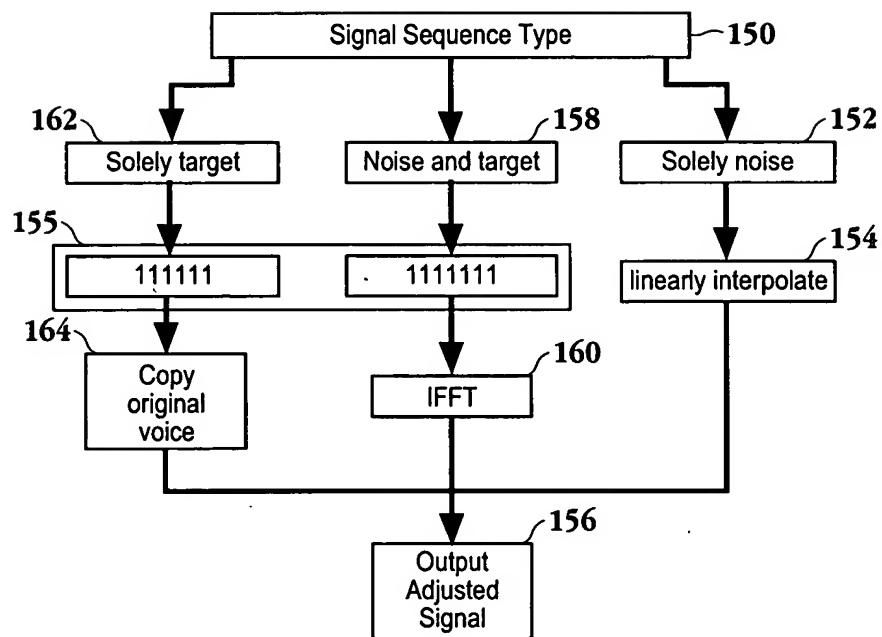 Signal Sequence Type
150
162
158
152
Solely target
Noise and target
Solely noise
155
154
111111
1111111
linearly interpolate
164
160
Copy
original
voice
IFFT
156
Output
Adjusted
Signal